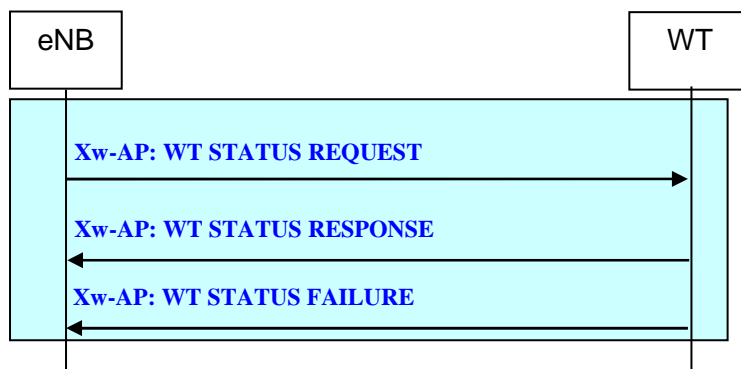 eNB
WT
Xw-AP: WT STATUS REQUEST
Xw-AP: WT STATUS RESPONSE
Xw-AP: WT STATUS FAILURE